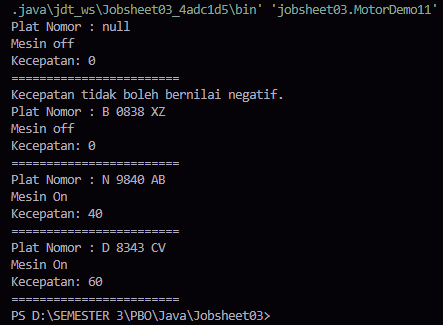 .java\jdt_ws\Jobsheet03_4adc1d5\bin' 'jobsheet03.MotorDemo11'
Plat Nomor : null
Mesin off
Kecepatan: 0
========================
Kecepatan tidak boleh bernilai negatif.
Plat Nomor : B 0838 XZ
Mesin off
Kecepatan: 0
========================
Plat Nomor : N 9840 AB
Mesin On
Kecepatan: 40
========================
Plat Nomor : D 8343 CV
Mesin On
Kecepatan: 60
========================
PS D:\SEMESTER 3\PBO\Java\Jobsheet03>